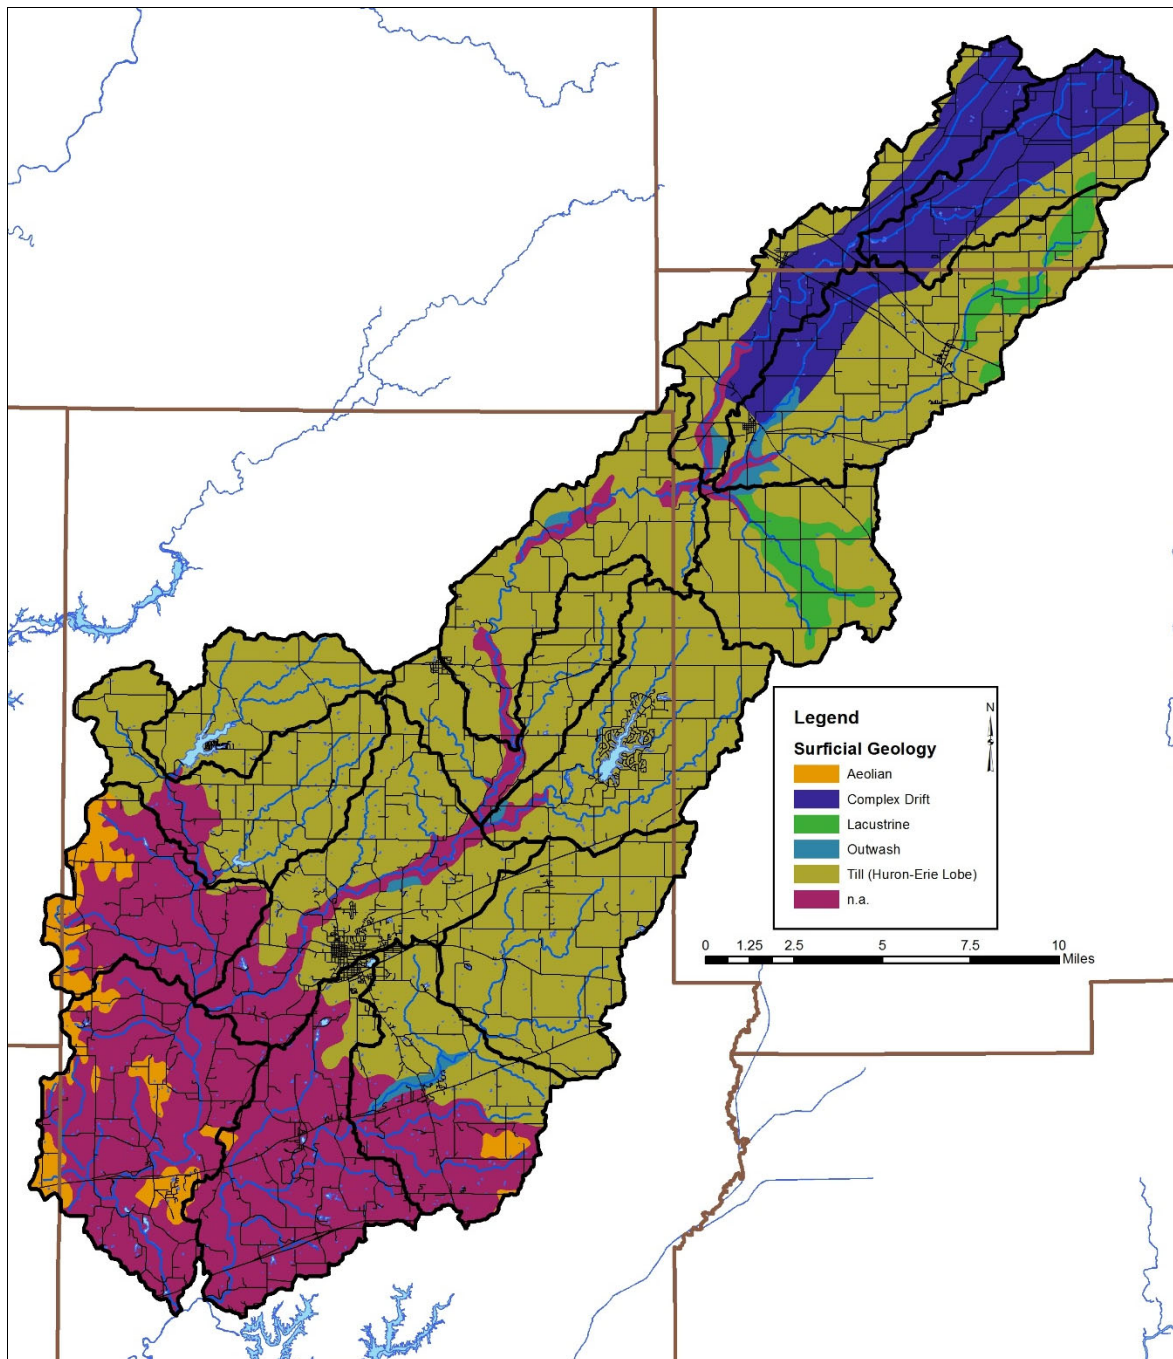 Legend
N
Surficial Geology
Aeolian
Complex Drift
Lacustrine
Outwash
Till (Huron-Erie Lobe)
n.a.
0 1.25 2.5 5 7.5 10
Miles